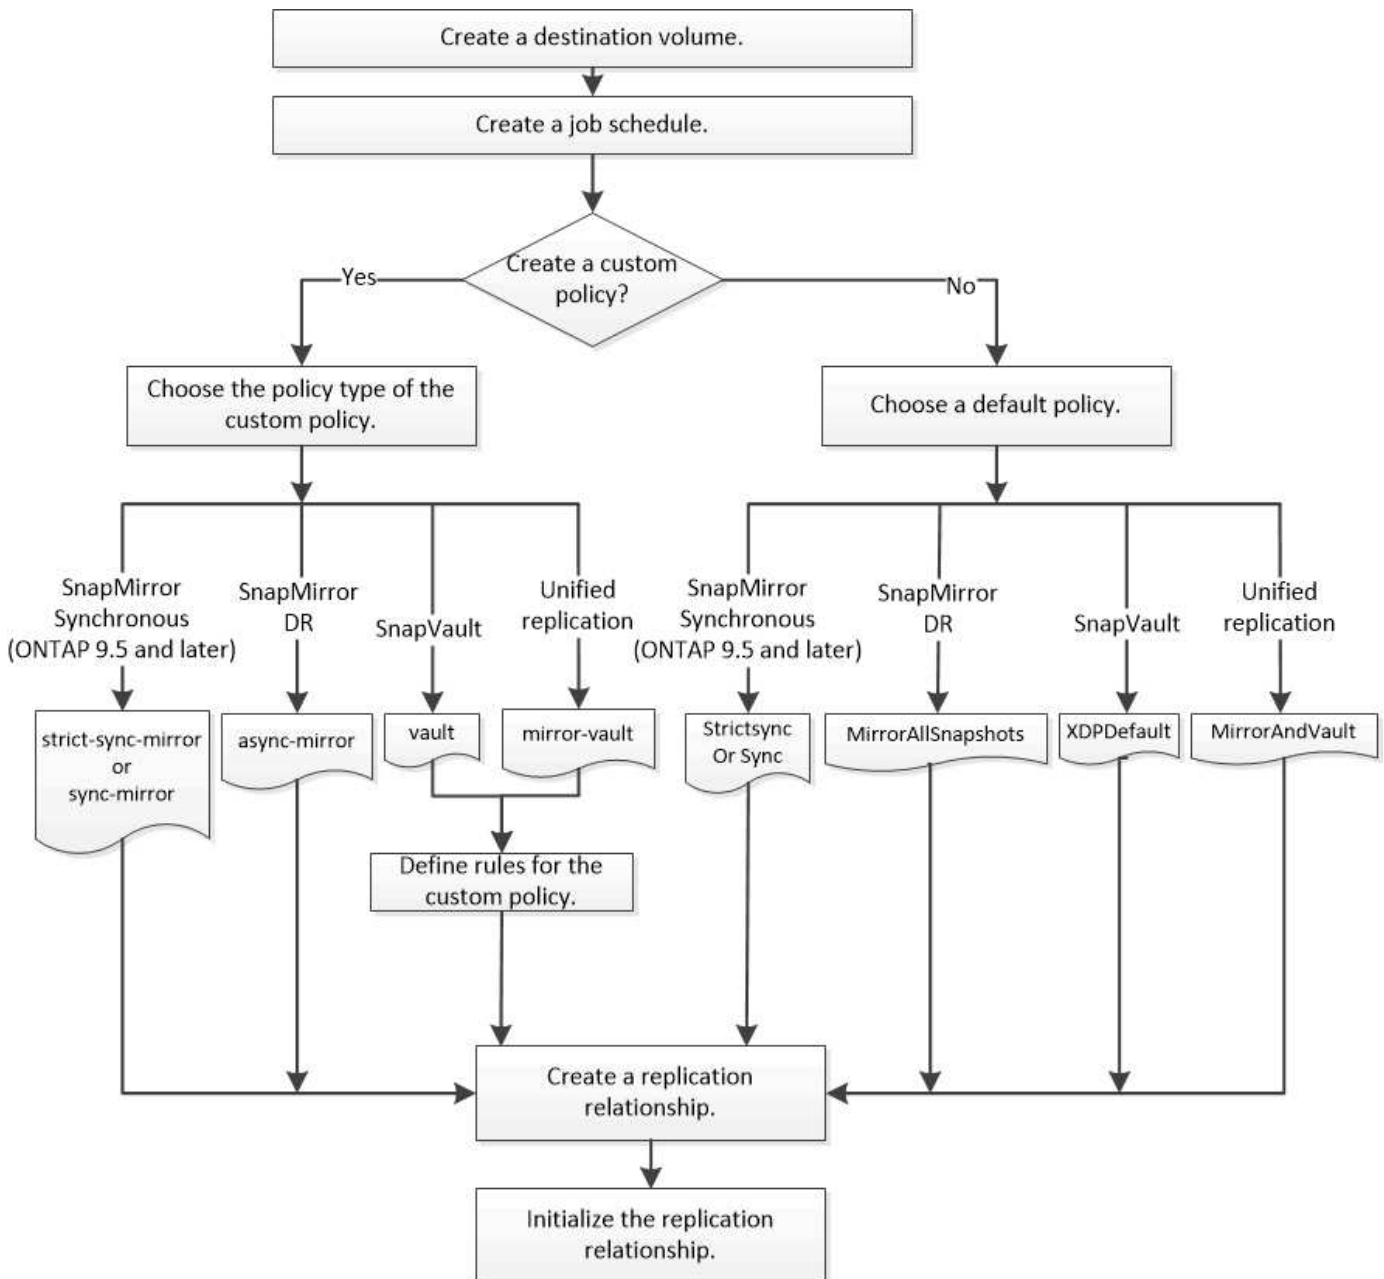 Create a destination volume.
Create a job schedule.
Create a custom
policy?
Yes
No
Choose the policy type of the
custom policy.
Choose a default policy.
SnapMirror
Synchronous
(ONTAP 9.5 and later)
SnapMirror
DR
SnapVault
Unified
replication
SnapMirror
Synchronous
(ONTAP 9.5 and later)
SnapMirror
DR
SnapVault
Unified
replication
strict-sync-mirror
or
sync-mirror
async-mirror
vault
mirror-vault
Strictsync
Or Sync
MirrorAllSnapshots
XDPDefault
MirrorAndVault
Define rules for the
custom policy.
Create a replication
relationship.
Initialize the replication
relationship.